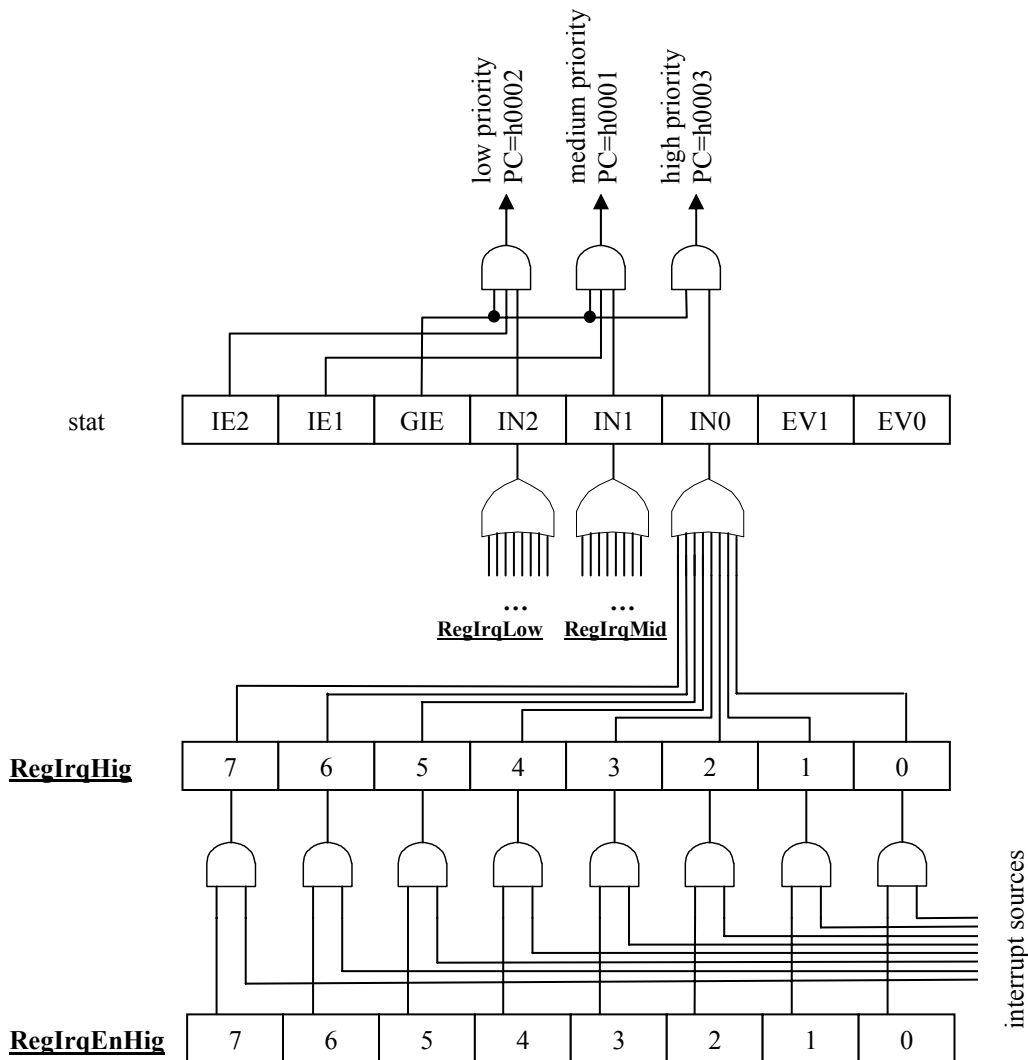 low priority
PC=h0002
medium priority
PC=h0001
high priority
PC=h0003
stat
IE2 IE1 GIE IN2 IN1 IN0 EV1 EV0
... ...
RegIrqLow RegIrqMid
RegIrqHig 7 6 5 4 3 2 1 0
interrupt sources
RegIrqEnHig 7 6 5 4 3 2 1 0